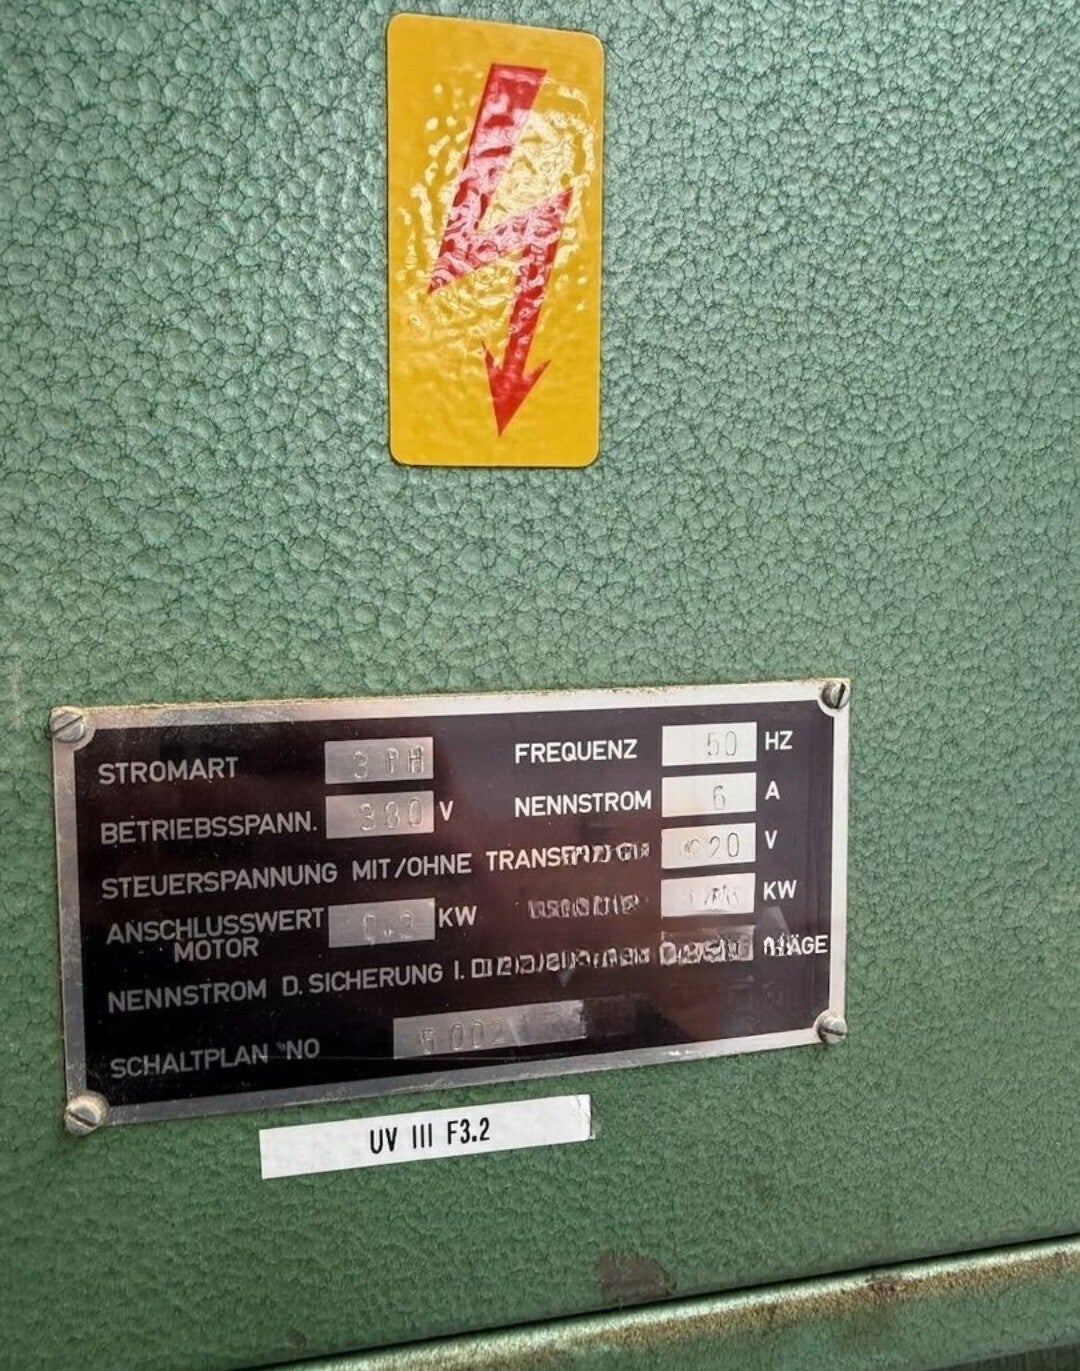 STROMART 3 PH FREQUENZ 50 HZ
BETRIEBSSPANN. 380 V NENNSTROM 6 A
STEUERSPANNUNG MIT/OHNE 220 V
ANSCHLUSSWERT KW KW
MOTOR
NENNSTROM D. SICHERUNG I.
SCHALTPLAN NO
UV III F3.2